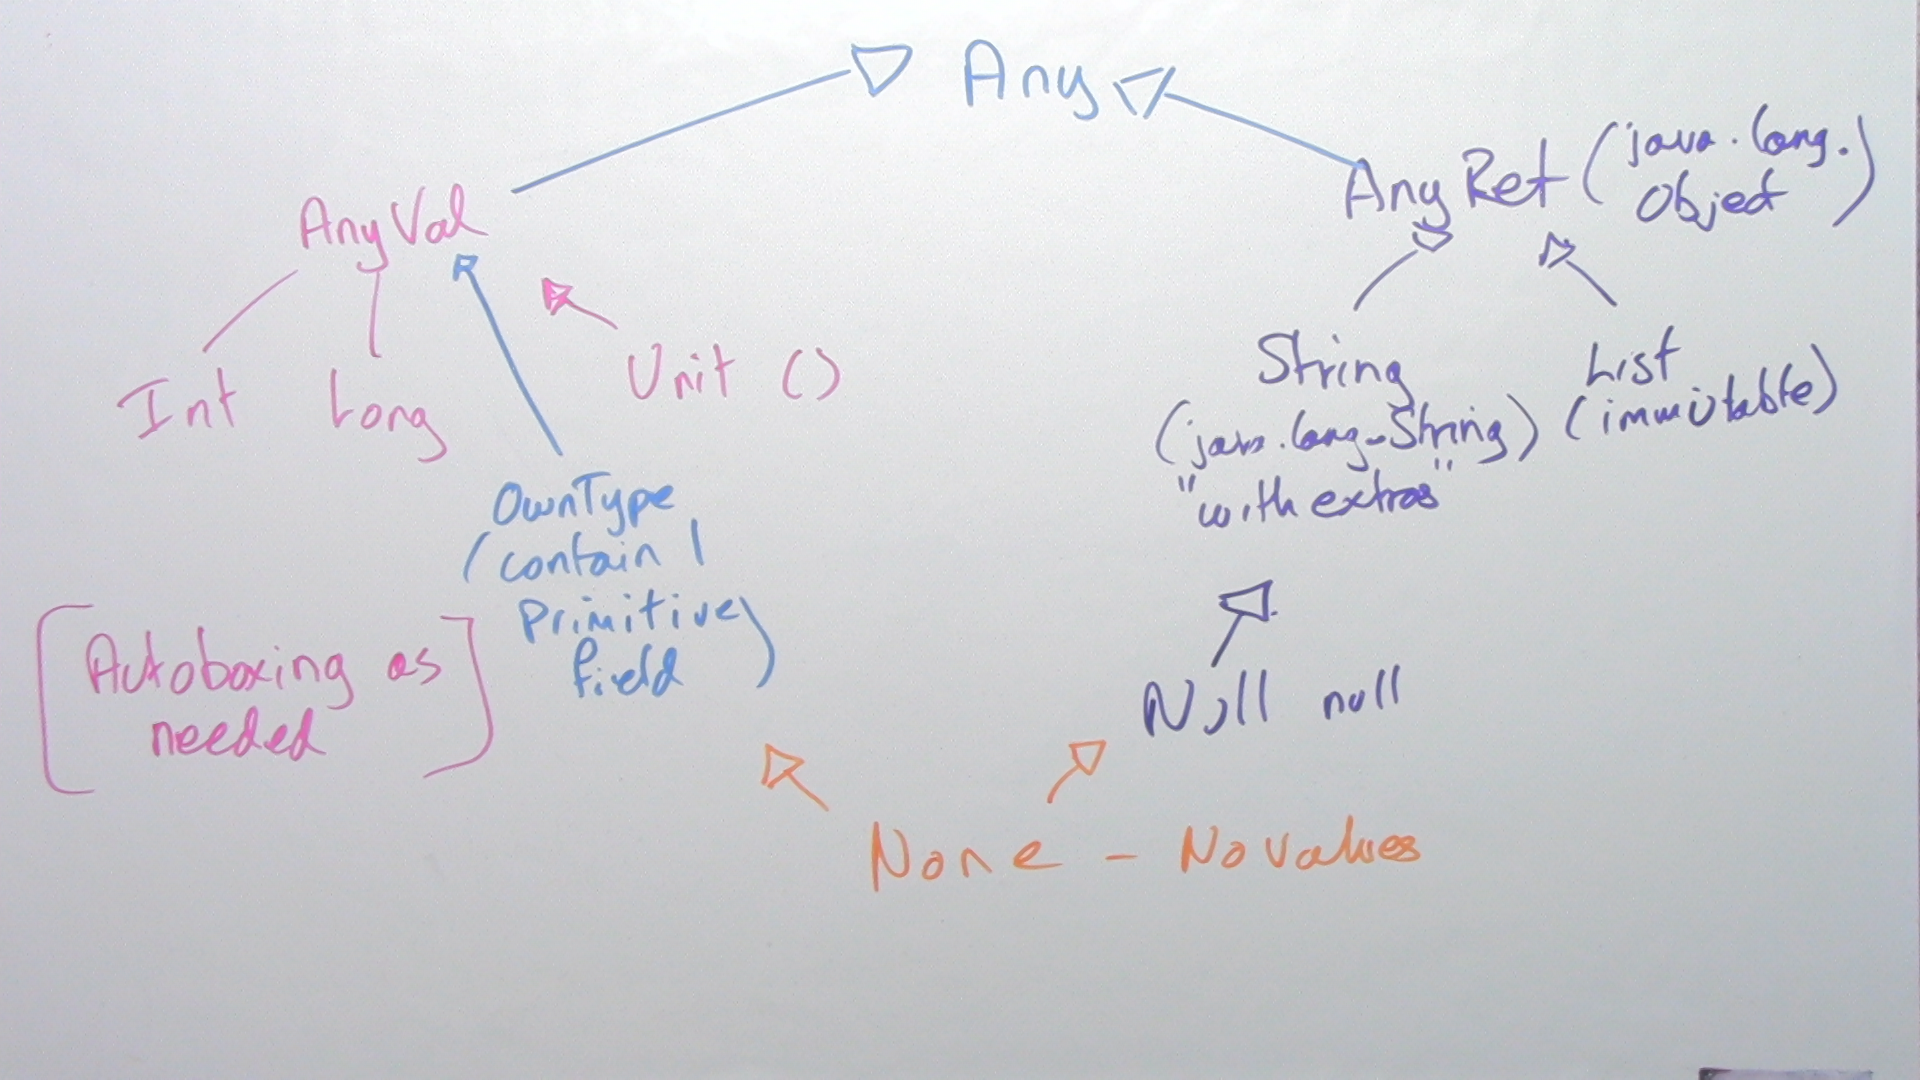 Any
AnyVal
AnyRef (java.lang.
Object)
Int
Long
Unit ()
String
(java.lang.String)
"with extras"
List
(immutable)
OwnType
(contain 1
primitive
field)
[Autoboxing as
needed]
Null null
None - No values